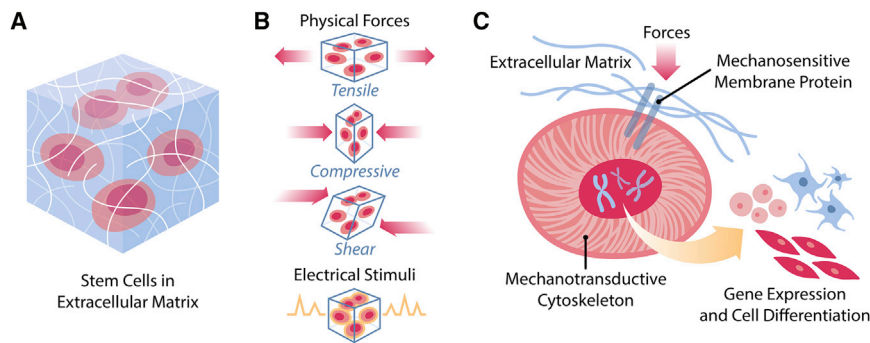 A
Stem Cells in
Extracellular Matrix
B
Physical Forces
Tensile
Compressive
Shear
Electrical Stimuli
C
Forces
Extracellular Matrix
Mechanosensitive
Membrane Protein
Mechanotransductive
Cytoskeleton
Gene Expression
and Cell Differentiation